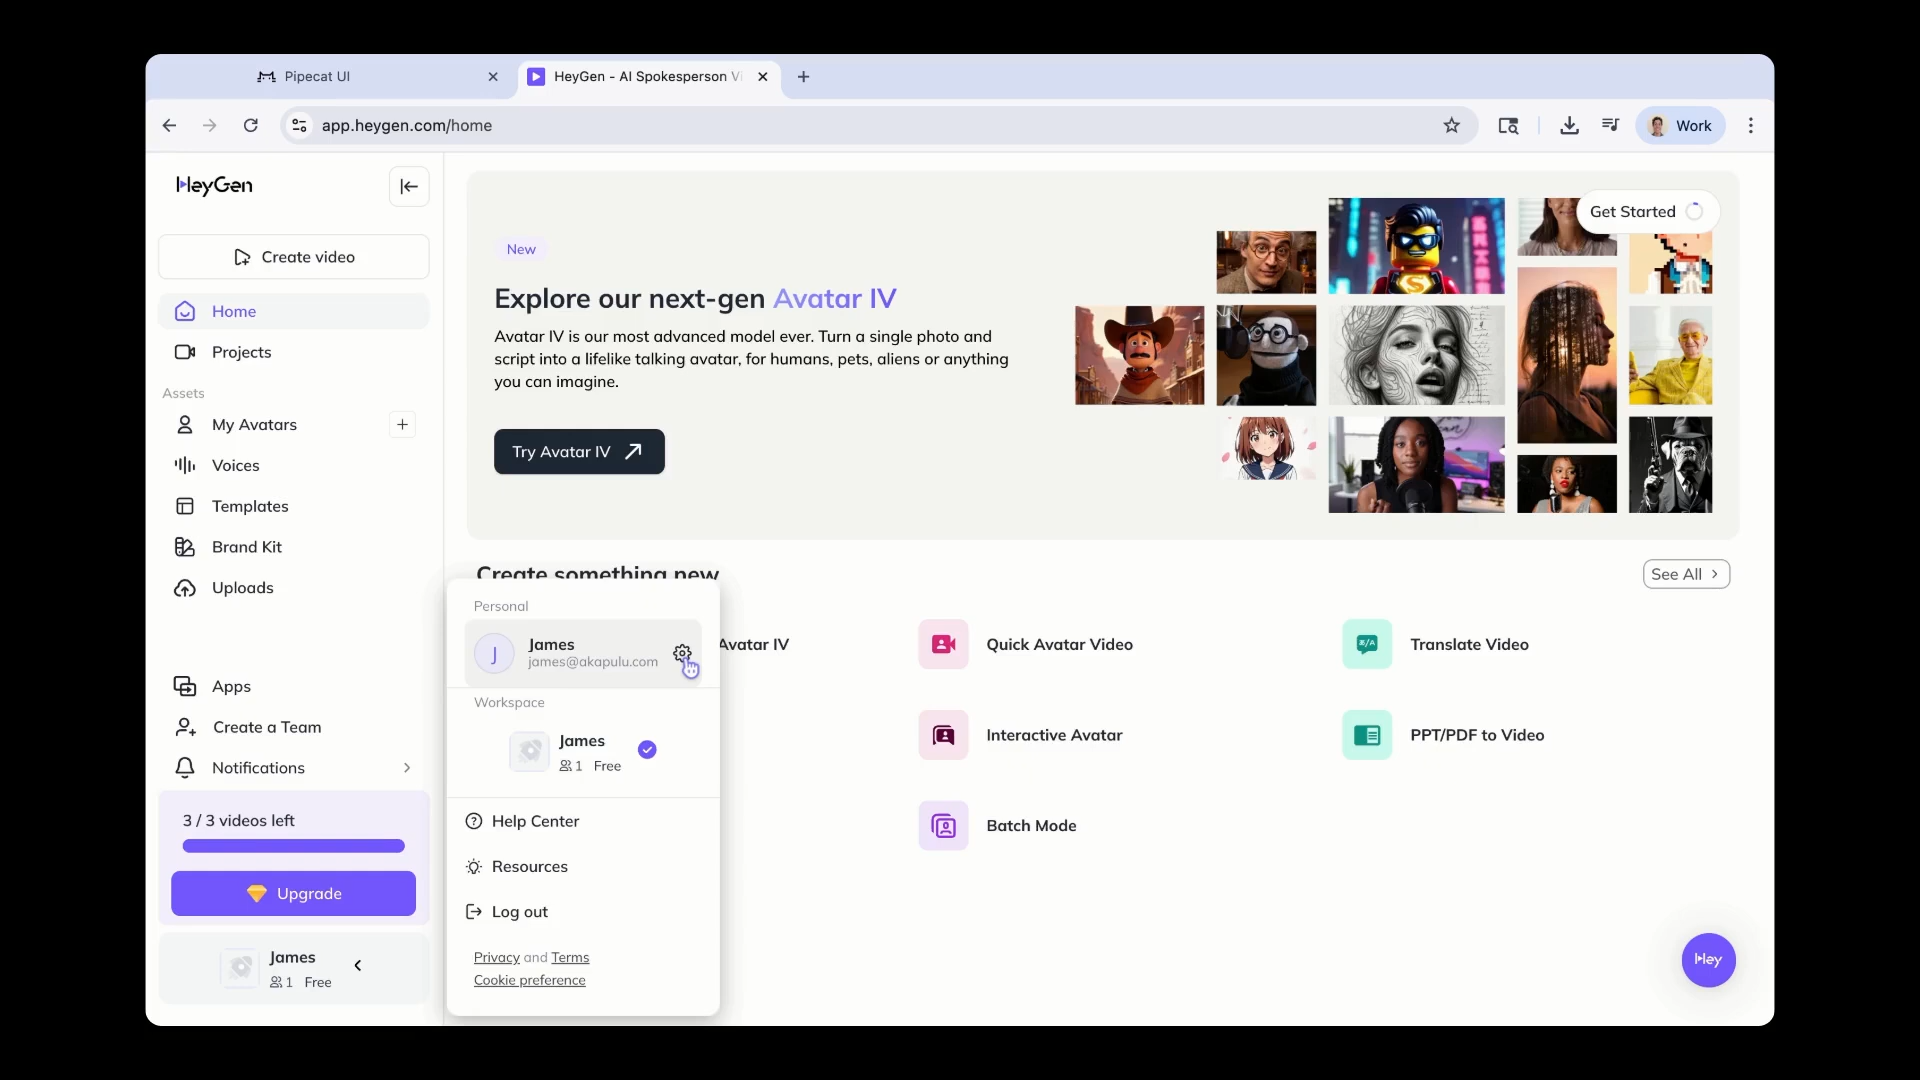 Pipecat UI
HeyGen - AI Spokesperson Vi
app.heygen.com/home
Work
HeyGen
Create video
Home
Projects
Assets
My Avatars
Voices
Templates
Brand Kit
Uploads
Apps
Create a Team
Notifications
3 / 3 videos left
Upgrade
James
1 Free
New
Explore our next-gen Avatar IV
Avatar IV is our most advanced model ever. Turn a single photo and
script into a lifelike talking avatar, for humans, pets, aliens or anything
you can imagine.
Try Avatar IV
Get Started
Create something new
See All
Avatar IV
Quick Avatar Video
Translate Video
Interactive Avatar
PPT/PDF to Video
Batch Mode
Personal
J
James
james@akapulu.com
Workspace
James
1 Free
Help Center
Resources
Log out
Privacy and Terms
Cookie preference
Hey